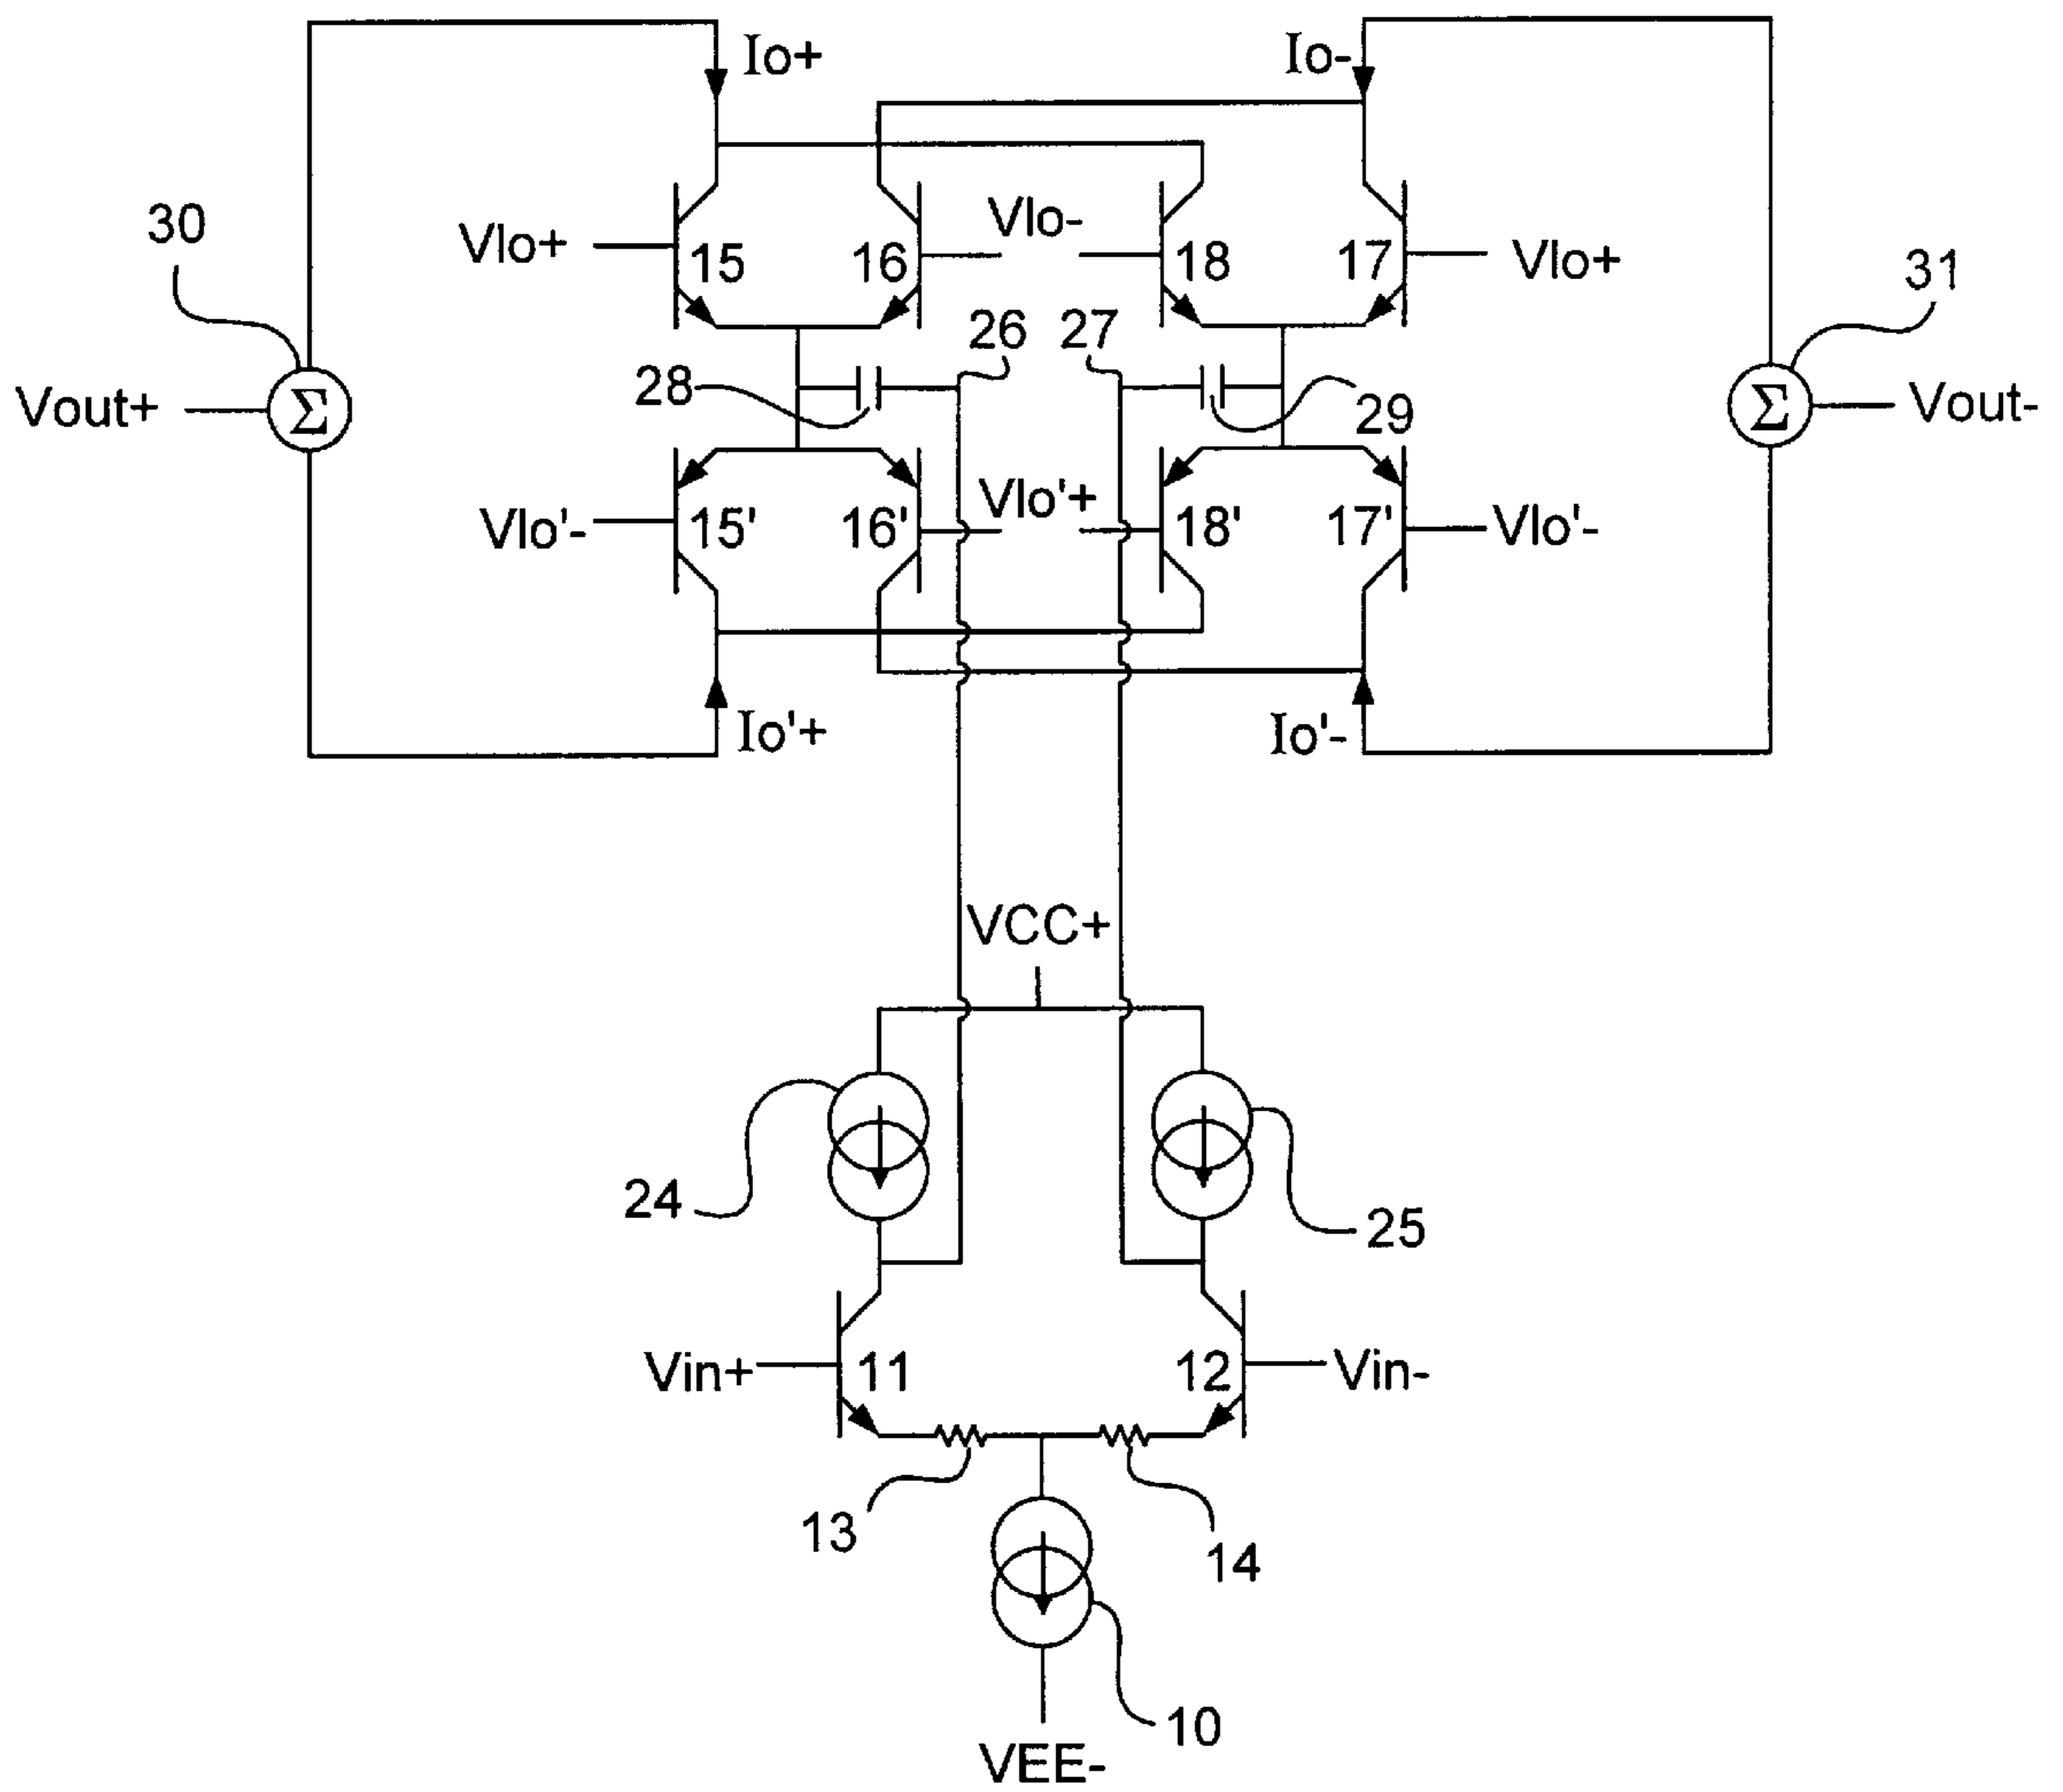 Io+
Io-
30
Vlo+
15
16
Vlo-
18
17
Vlo+
31
26
27
28
29
Vout+
Σ
Σ
Vout-
Vlo'-
15'
16'
Vlo'+
18'
17'
Vlo'-
Io'+
Io'-
VCC+
24
25
Vin+
11
12
Vin-
13
14
10
VEE-